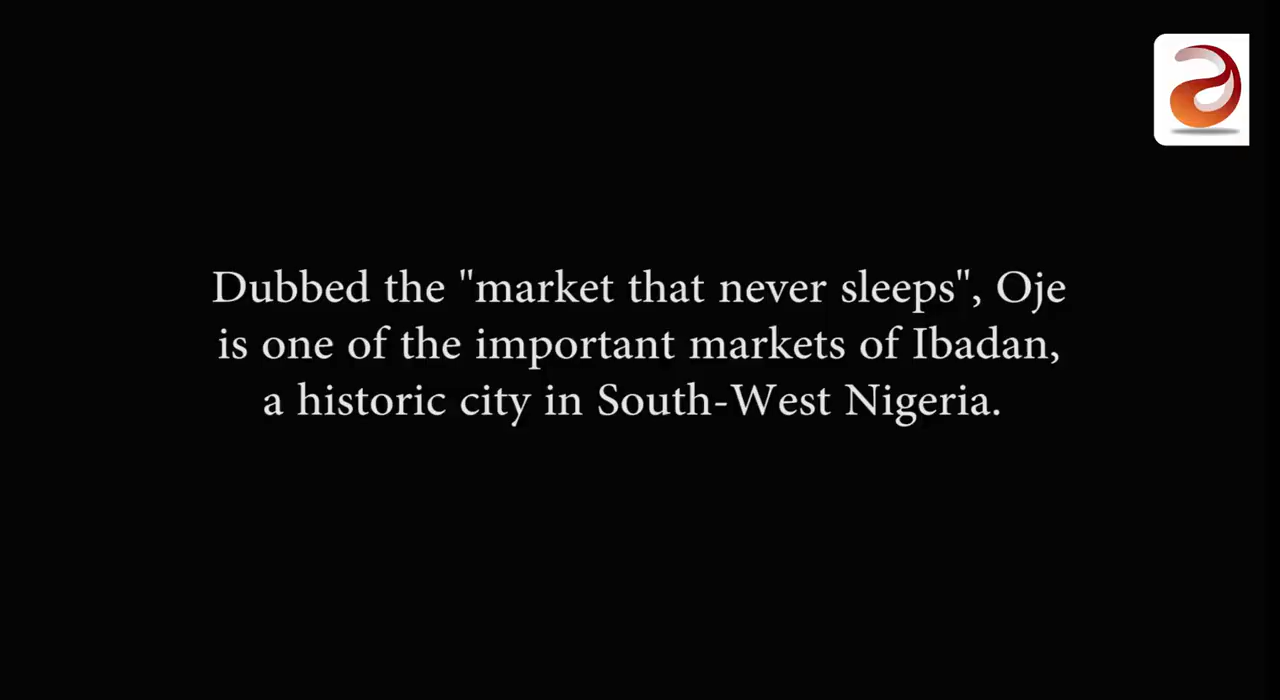 Dubbed the "market that never sleeps", Oje
is one of the important markets of Ibadan,
a historic city in South-West Nigeria.